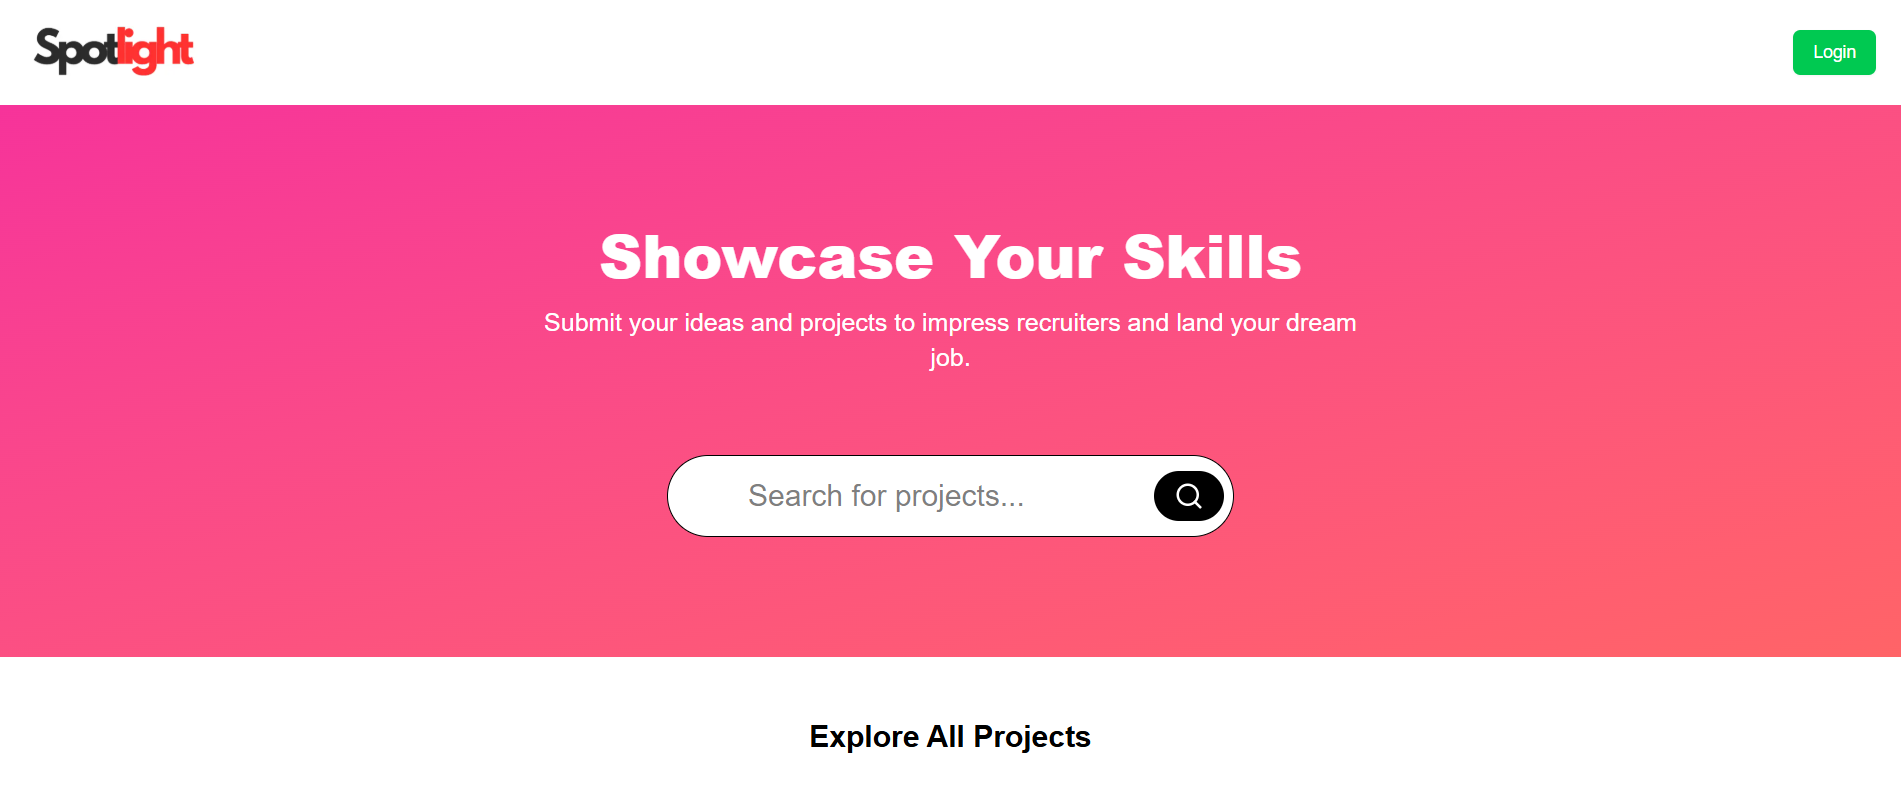 Spotlight
Login
Showcase Your Skills
Submit your ideas and projects to impress recruiters and land your dream
job.
Search for projects...
Explore All Projects